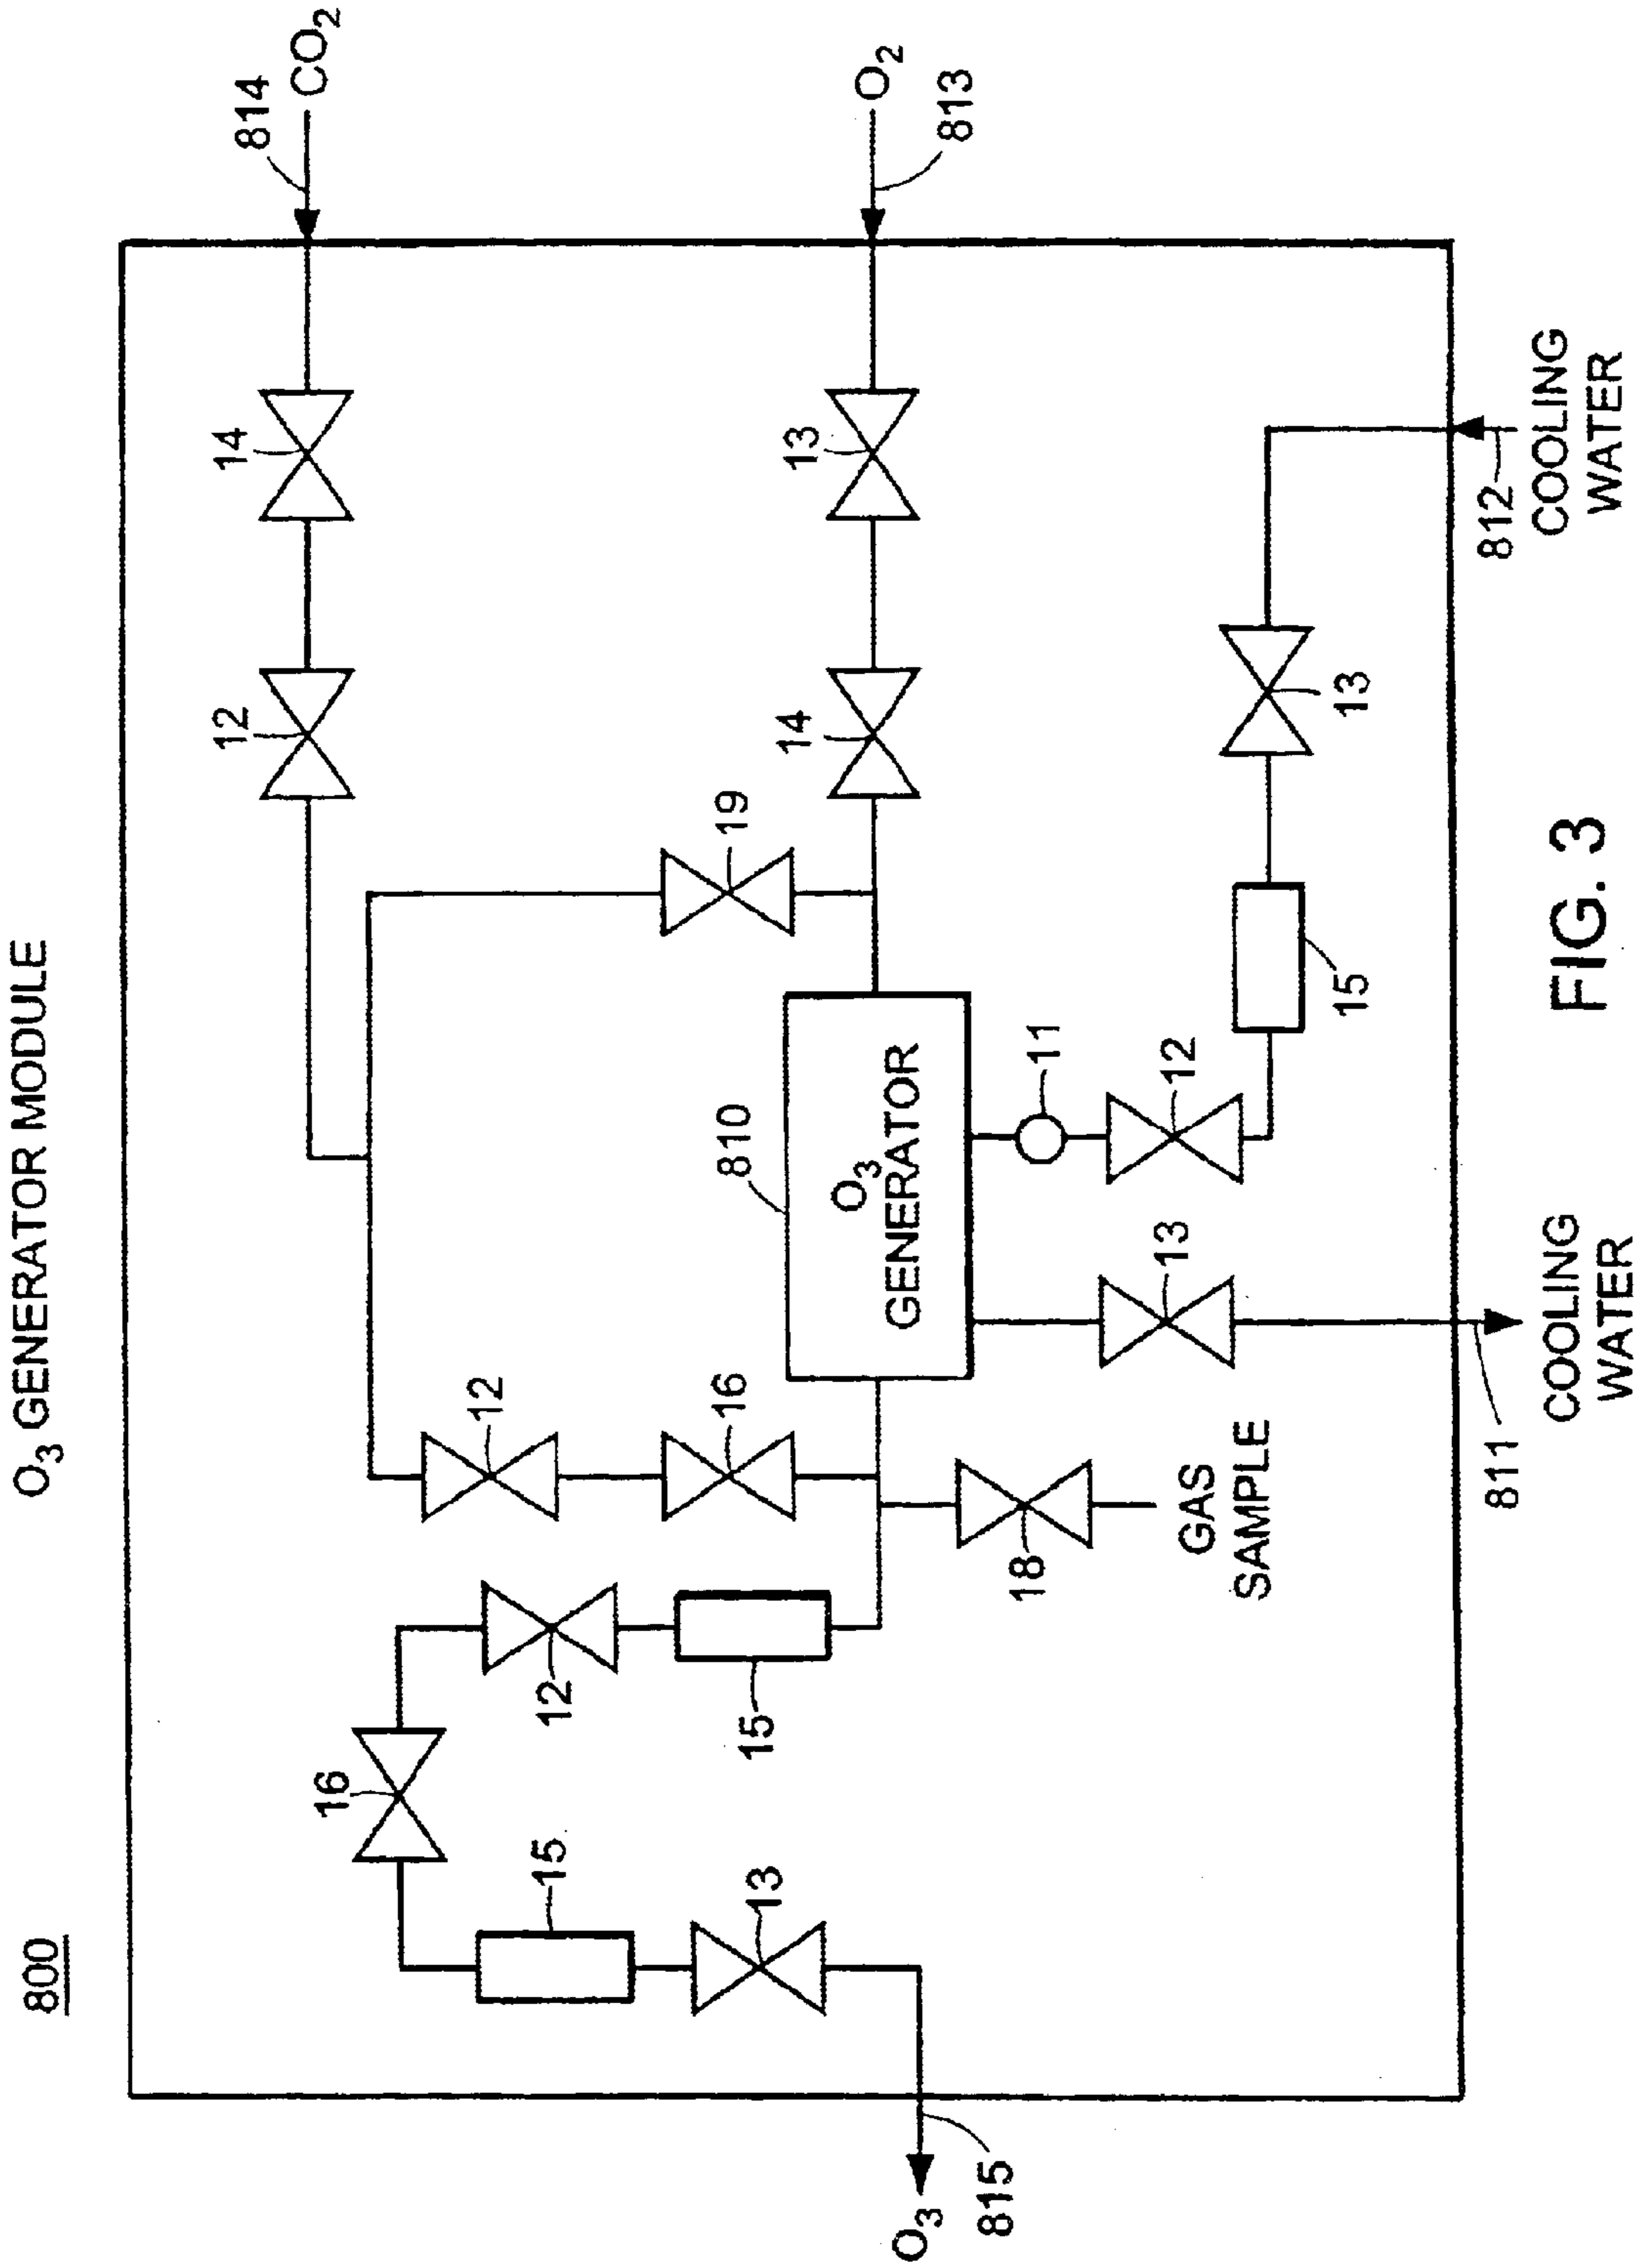 800
O₃ GENERATOR MODULE
12
14
814
CO₂
16
12
15
12
15
13
16
810
19
14
13
O₂
813
O₃
GENERATOR
O₃
815
18
11
13
12
GAS
SAMPLE
15
13
811
812
COOLING
WATER
COOLING
WATER
FIG. 3